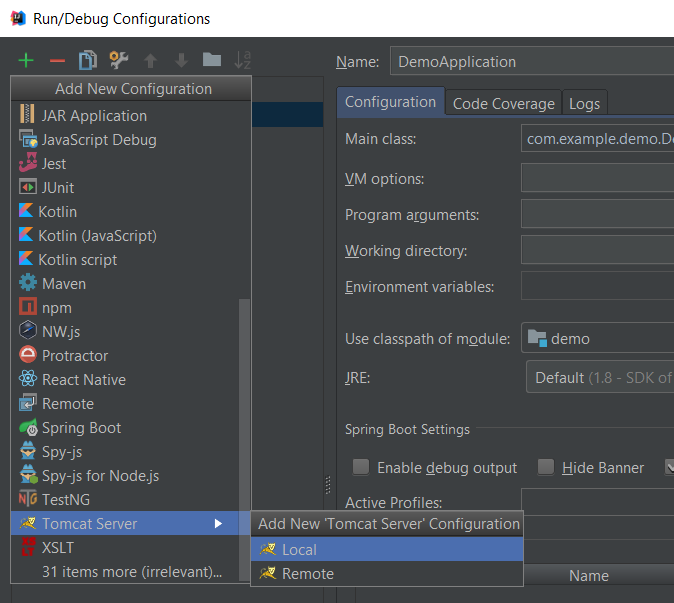 Run/Debug Configurations
Add New Configuration
JAR Application
JavaScript Debug
Jest
JUnit
Kotlin
Kotlin (JavaScript)
Kotlin script
Maven
npm
NW.js
Protractor
React Native
Remote
Spring Boot
Spy-js
Spy-js for Node.js
TestNG
Tomcat Server
XSLT
31 items more (irrelevant)...
Add New 'Tomcat Server' Configuration
Local
Remote
Name: DemoApplication
Configuration Code Coverage Logs
Main class: com.example.demo.De
VM options:
Program arguments:
Working directory:
Environment variables:
Use classpath of module: demo
JRE: Default (1.8 - SDK of
Spring Boot Settings
Enable debug output Hide Banner
Active Profiles:
Name